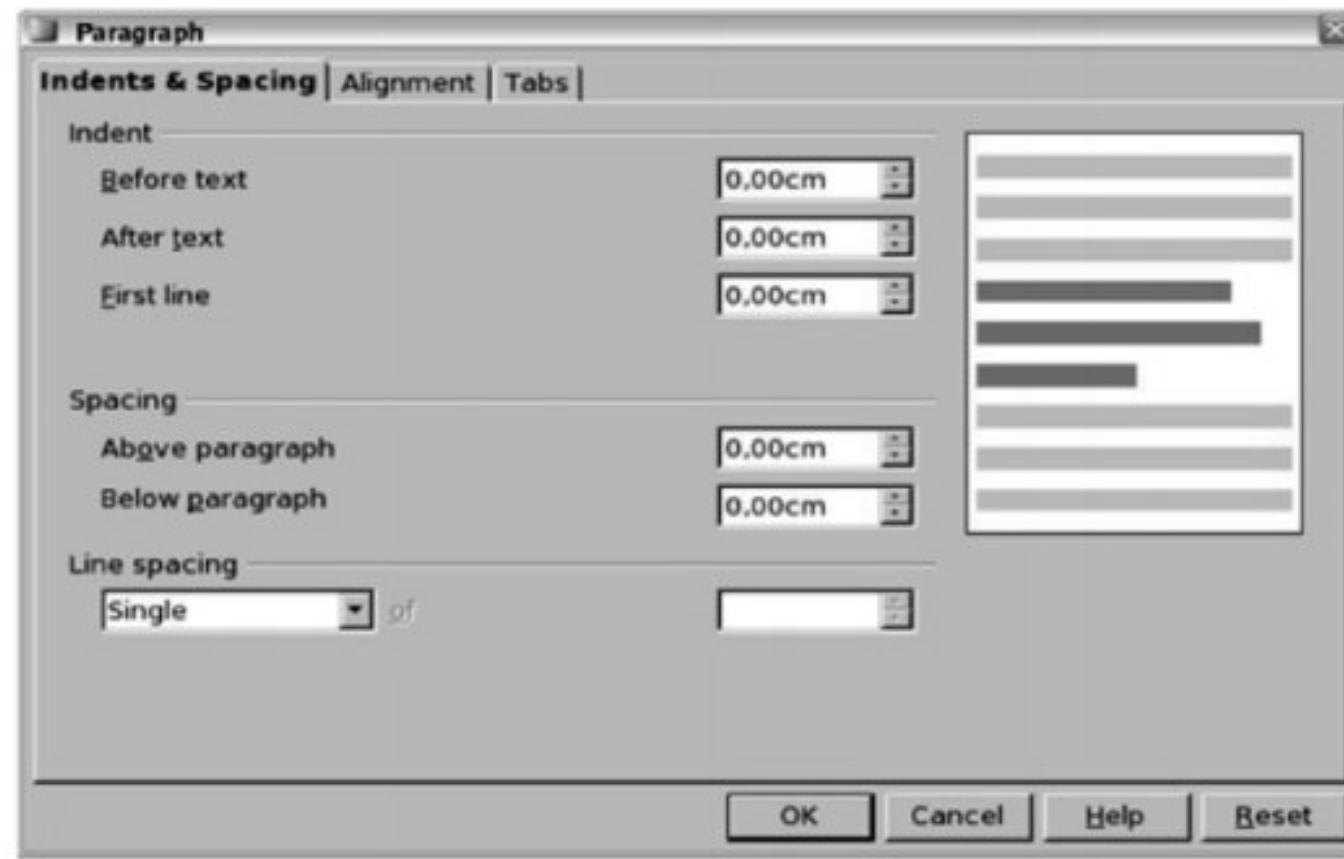 Paragraph
Indents & Spacing Alignment Tabs
Indent
Before text 0,00cm
After text 0,00cm
First line 0,00cm
Spacing
Above paragraph 0,00cm
Below paragraph 0,00cm
Line spacing
Single of
OK Cancel Help Reset